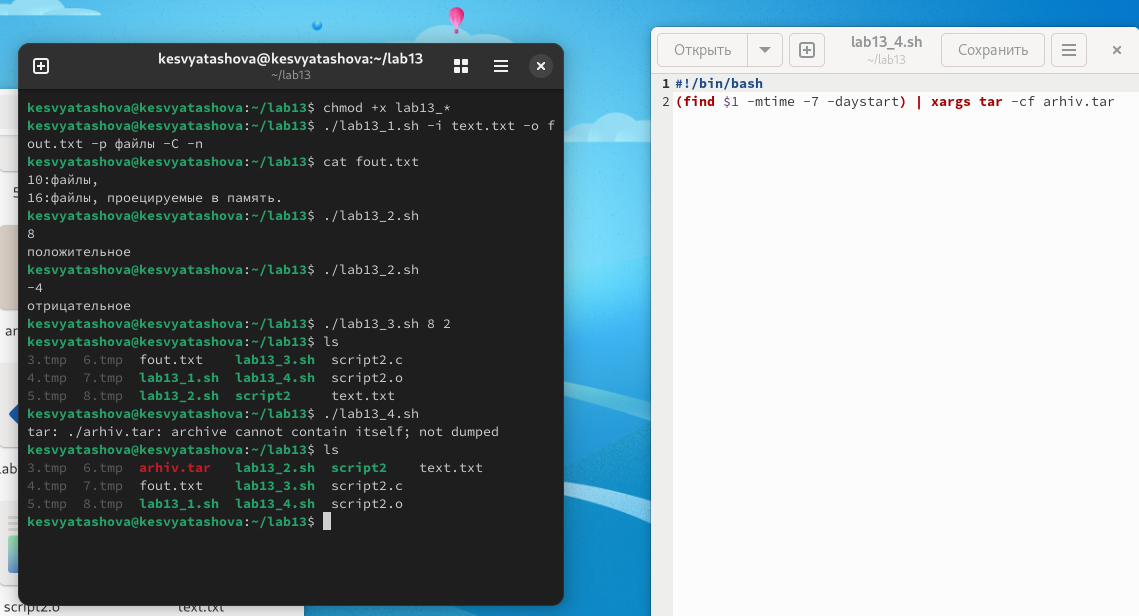 kesvyatashova@kesvyatashova:~/lab13
~/lab13
kesvyatashova@kesvyatashova:~/lab13$ chmod +x lab13_*
kesvyatashova@kesvyatashova:~/lab13$ ./lab13_1.sh -i text.txt -o f
out.txt -p файлы -C -n
kesvyatashova@kesvyatashova:~/lab13$ cat fout.txt
10:файлы,
16:файлы, проецируемые в память.
kesvyatashova@kesvyatashova:~/lab13$ ./lab13_2.sh
8
положительное
kesvyatashova@kesvyatashova:~/lab13$ ./lab13_2.sh
-4
отрицательное
kesvyatashova@kesvyatashova:~/lab13$ ./lab13_3.sh 8 2
kesvyatashova@kesvyatashova:~/lab13$ ls
3.tmp 6.tmp fout.txt lab13_3.sh script2.c
4.tmp 7.tmp lab13_1.sh lab13_4.sh script2.o
5.tmp 8.tmp lab13_2.sh script2 text.txt
kesvyatashova@kesvyatashova:~/lab13$ ./lab13_4.sh
tar: ./arhiv.tar: archive cannot contain itself; not dumped
kesvyatashova@kesvyatashova:~/lab13$ ls
3.tmp 6.tmp arhiv.tar lab13_2.sh script2 text.txt
4.tmp 7.tmp fout.txt lab13_3.sh script2.c
5.tmp 8.tmp lab13_1.sh lab13_4.sh script2.o
kesvyatashova@kesvyatashova:~/lab13$
Открыть
lab13_4.sh
~/lab13
Сохранить
1 #!/bin/bash
2 (find $1 -mtime -7 -daystart) | xargs tar -cf arhiv.tar
script2.o text.txt